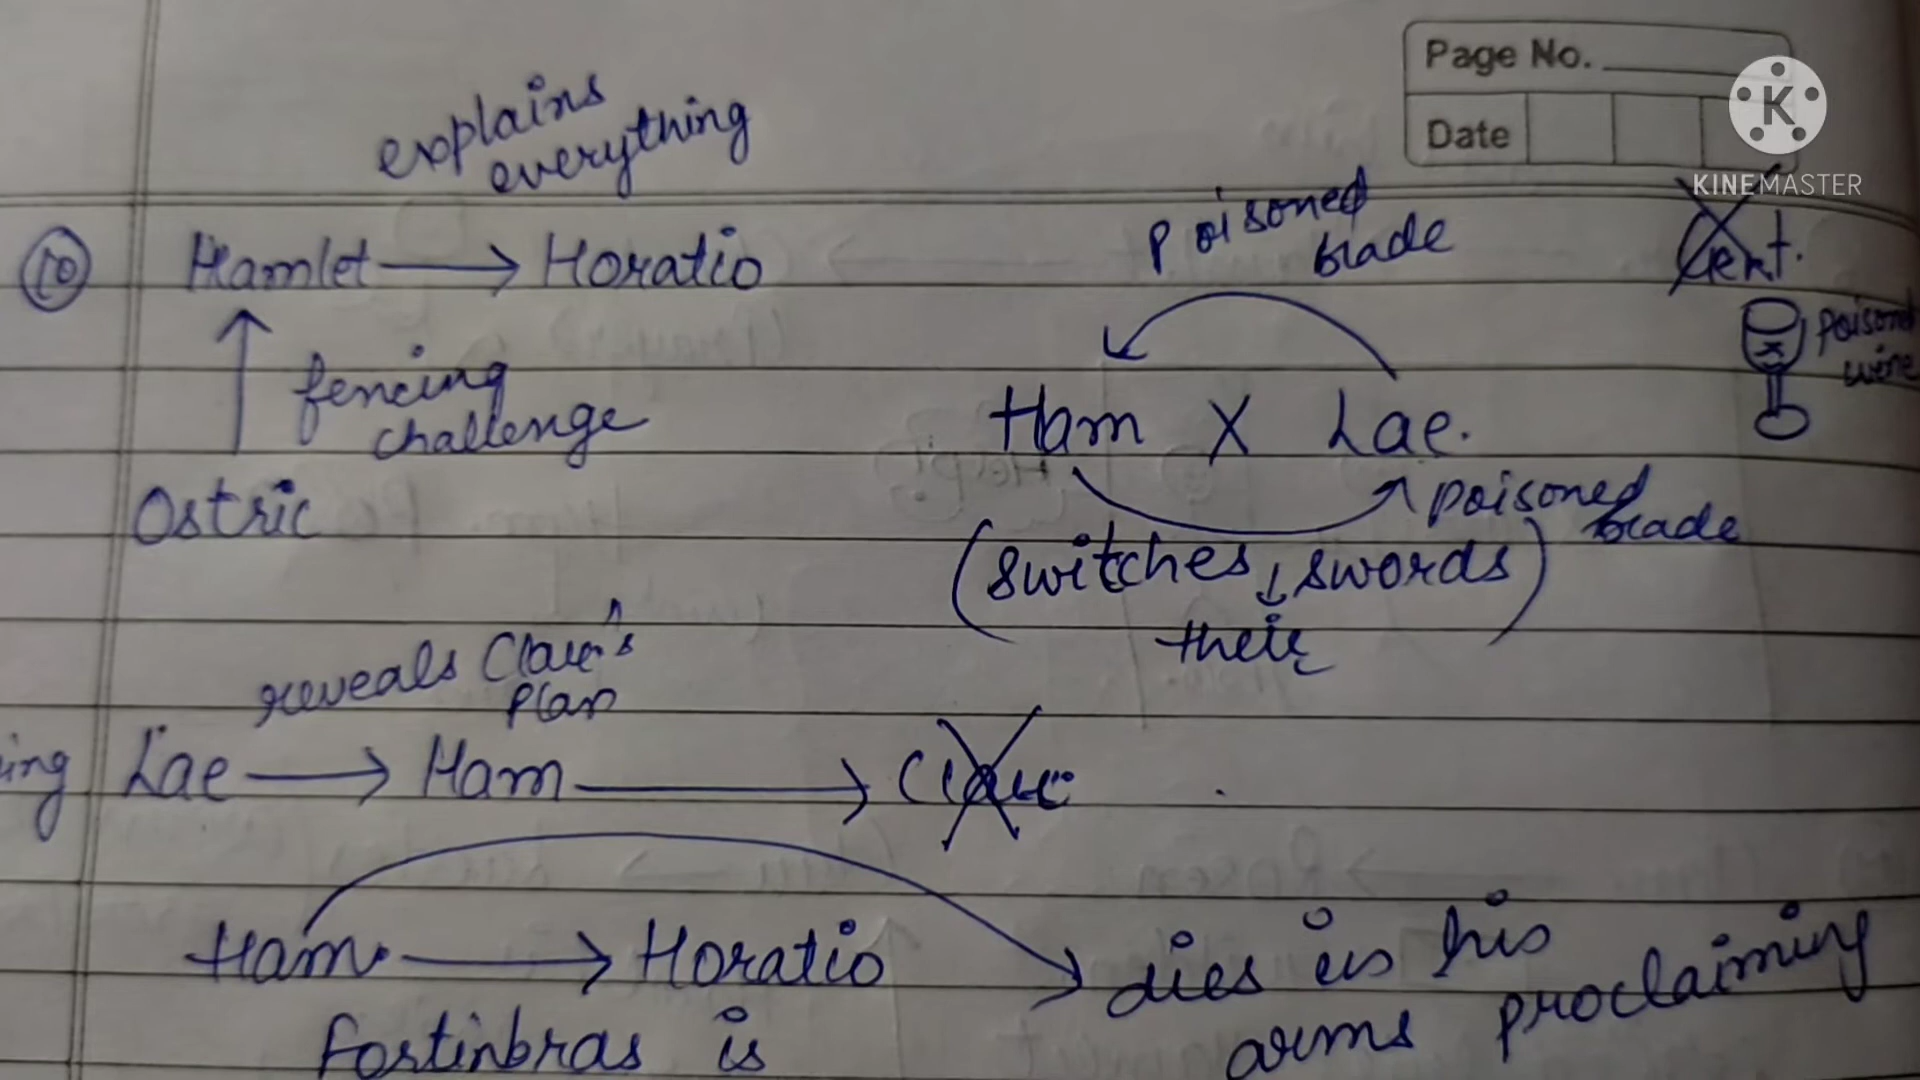 Page No.
Date
KINEMASTER
explains
everything
10 Hamlet → Horatio
fencing
challenge
Ostric
Poisoned
blade
Gert.
poisoned
wine
Ham X Lae.
poisoned
blade
(switches ↓ swords)
their
reveals Clau's
plan
ing Lae → Ham → Clau.
Ham. → Horatio
dies in his
arms proclaiming
Fortinbras is